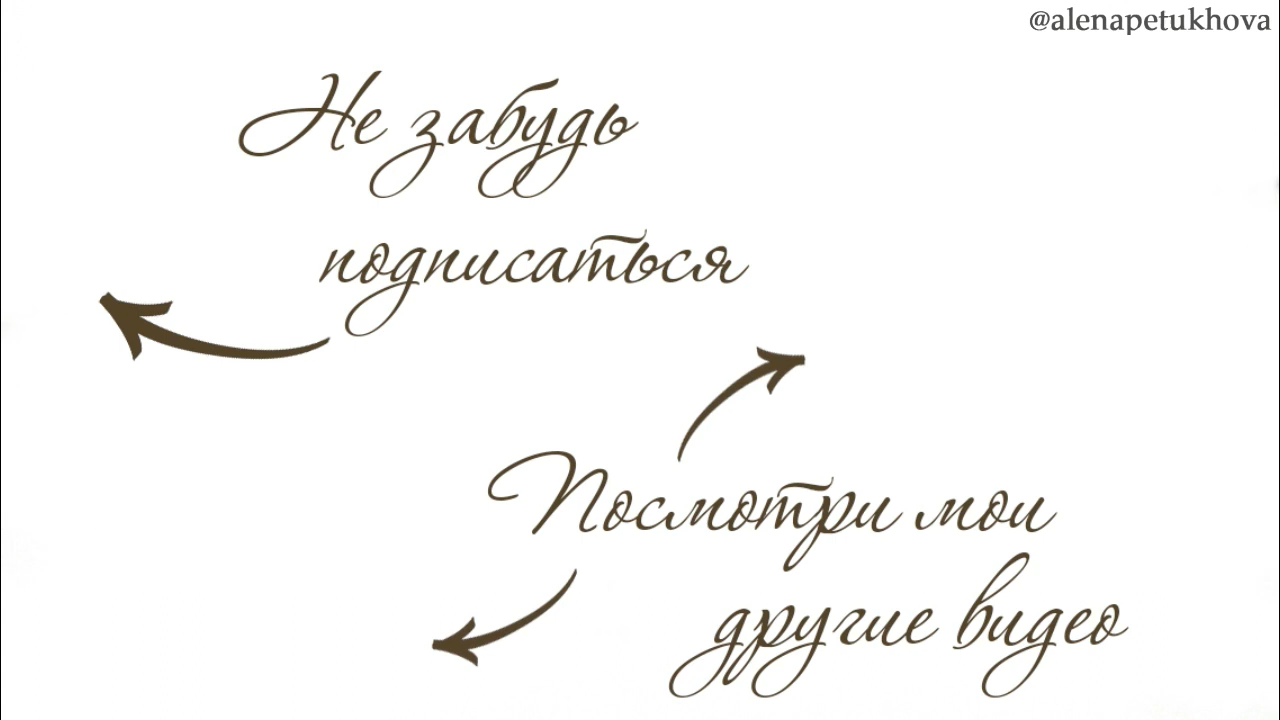 @alenapetukhova
Не забудь
подписаться
Посмотри мои
другие видео